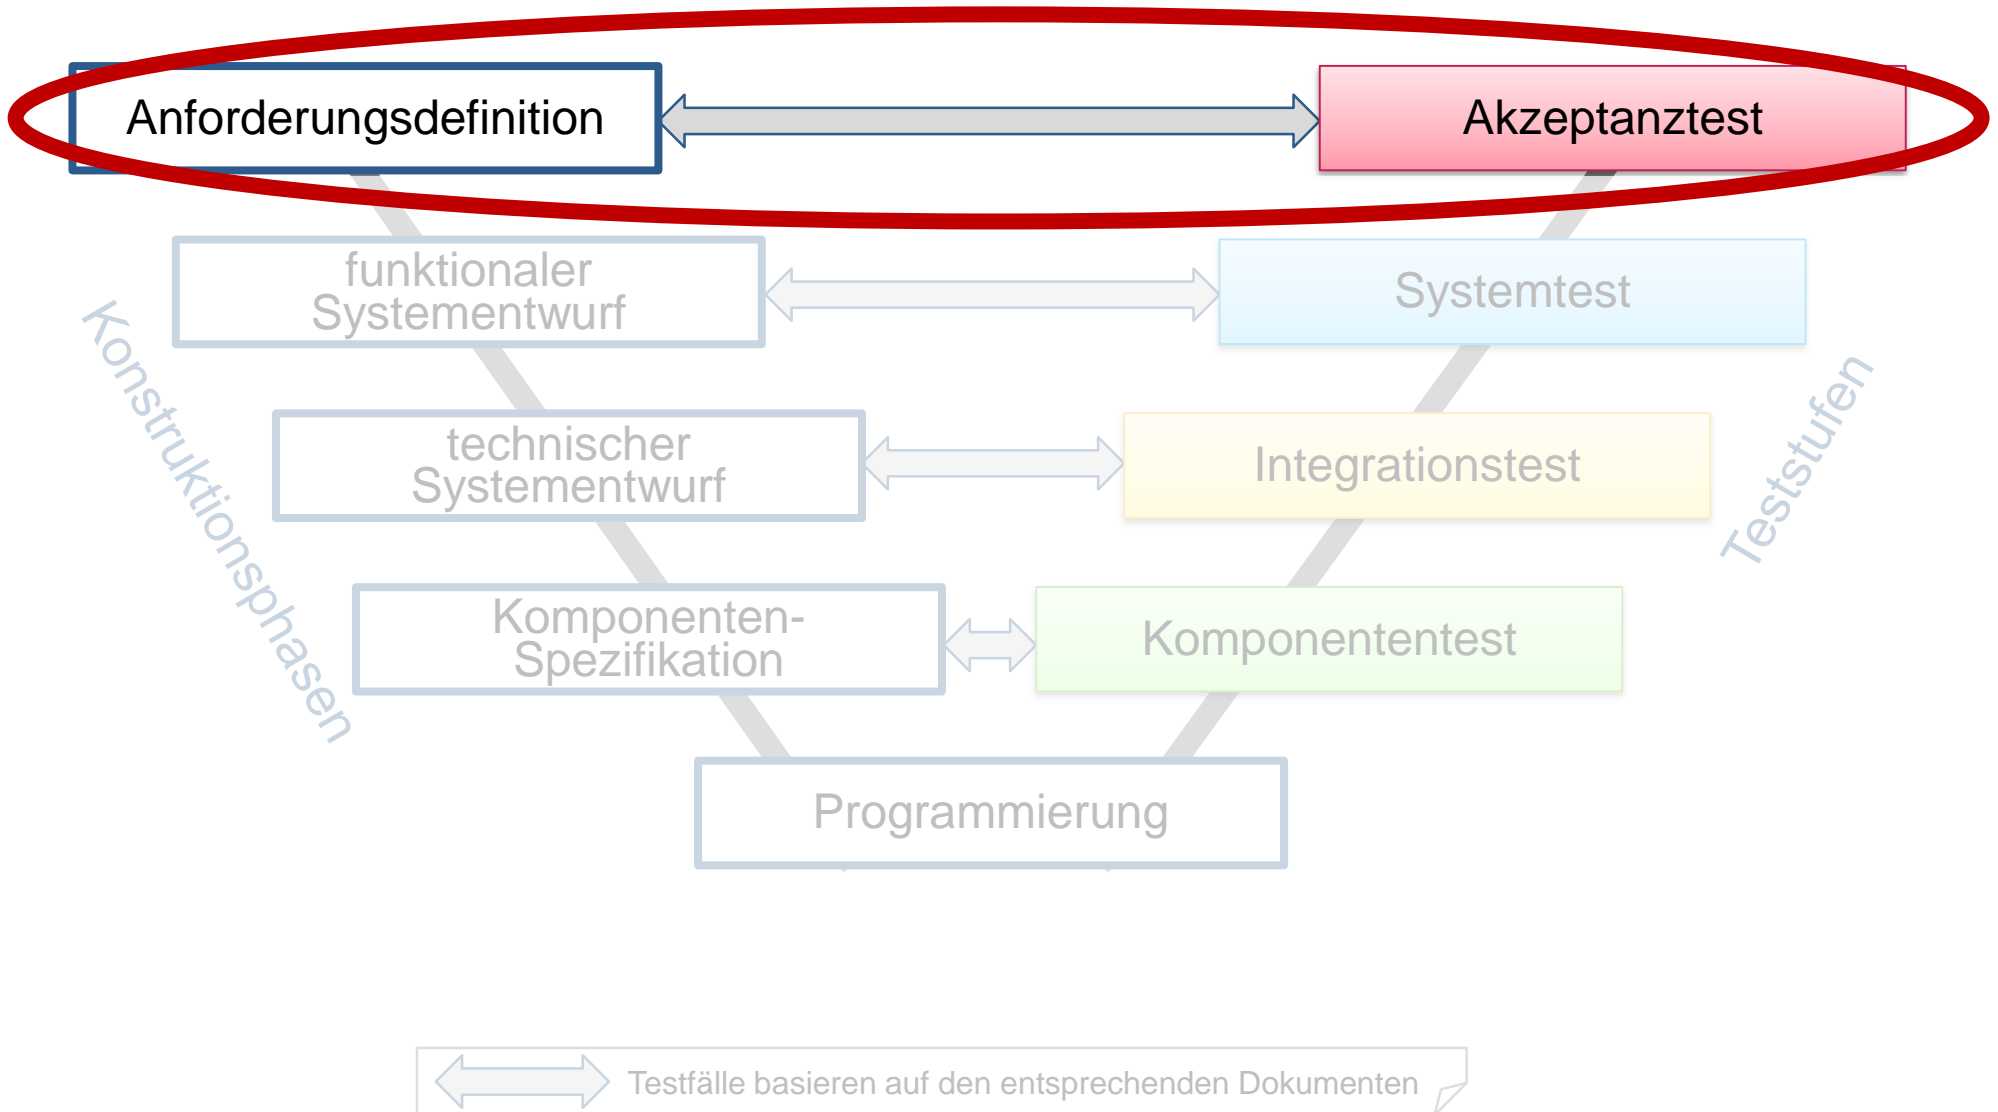 Anforderungsdefinition
Akzeptanztest
funktionaler
Systementwurf
Systemtest
Konstruktionsphasen
Teststufen
technischer
Systementwurf
Integrationstest
Komponenten-
Spezifikation
Komponententest
Programmierung
Testfälle basieren auf den entsprechenden Dokumenten